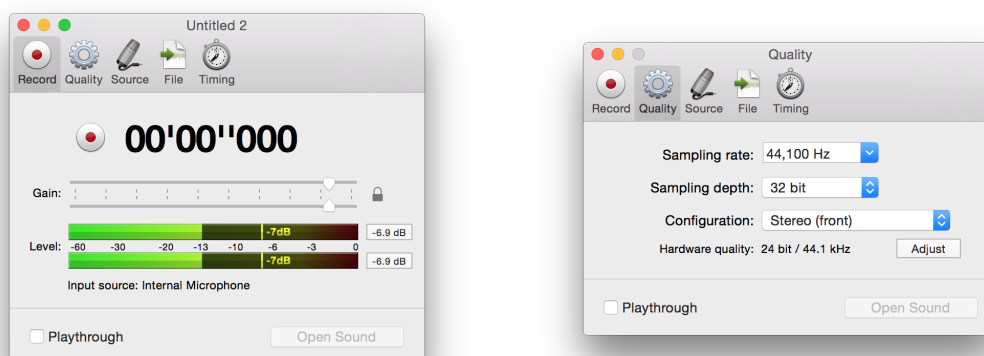 Untitled 2
Record Quality Source File Timing
00'00''000
Gain:
-7dB -6.9 dB
Level: -60 -30 -20 -13 -10 -6 -3 0
-7dB -6.9 dB
Input source: Internal Microphone
Playthrough Open Sound
Quality
Record Quality Source File Timing
Sampling rate: 44,100 Hz
Sampling depth: 32 bit
Configuration: Stereo (front)
Hardware quality: 24 bit / 44.1 kHz Adjust
Playthrough Open Sound